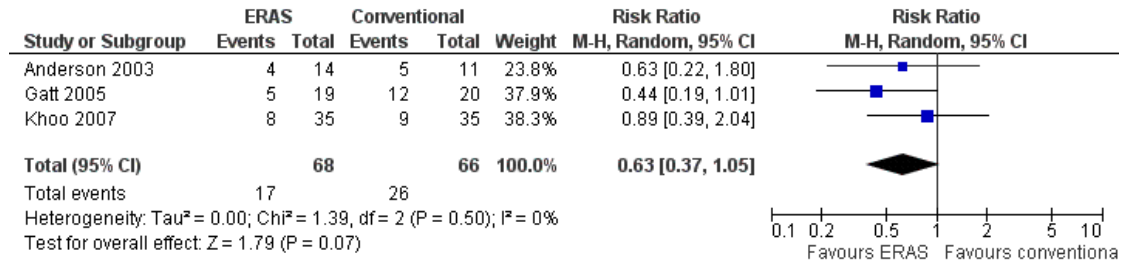 ERAS Conventional Risk Ratio Risk Ratio
Study or Subgroup Events Total Events Total Weight M-H, Random, 95% CI M-H, Random, 95% CI
Anderson 2003 4 14 5 11 23.8% 0.63 [0.22, 1.80]
Gatt 2005 5 19 12 20 37.9% 0.44 [0.19, 1.01]
Khoo 2007 8 35 9 35 38.3% 0.89 [0.39, 2.04]
Total (95% CI) 68 66 100.0% 0.63 [0.37, 1.05]
Total events 17 26
Heterogeneity: Tau² = 0.00; Chi² = 1.39, df = 2 (P = 0.50); I² = 0%
Test for overall effect: Z = 1.79 (P = 0.07)
0.1 0.2 0.5 1 2 5 10
Favours ERAS Favours conventiona